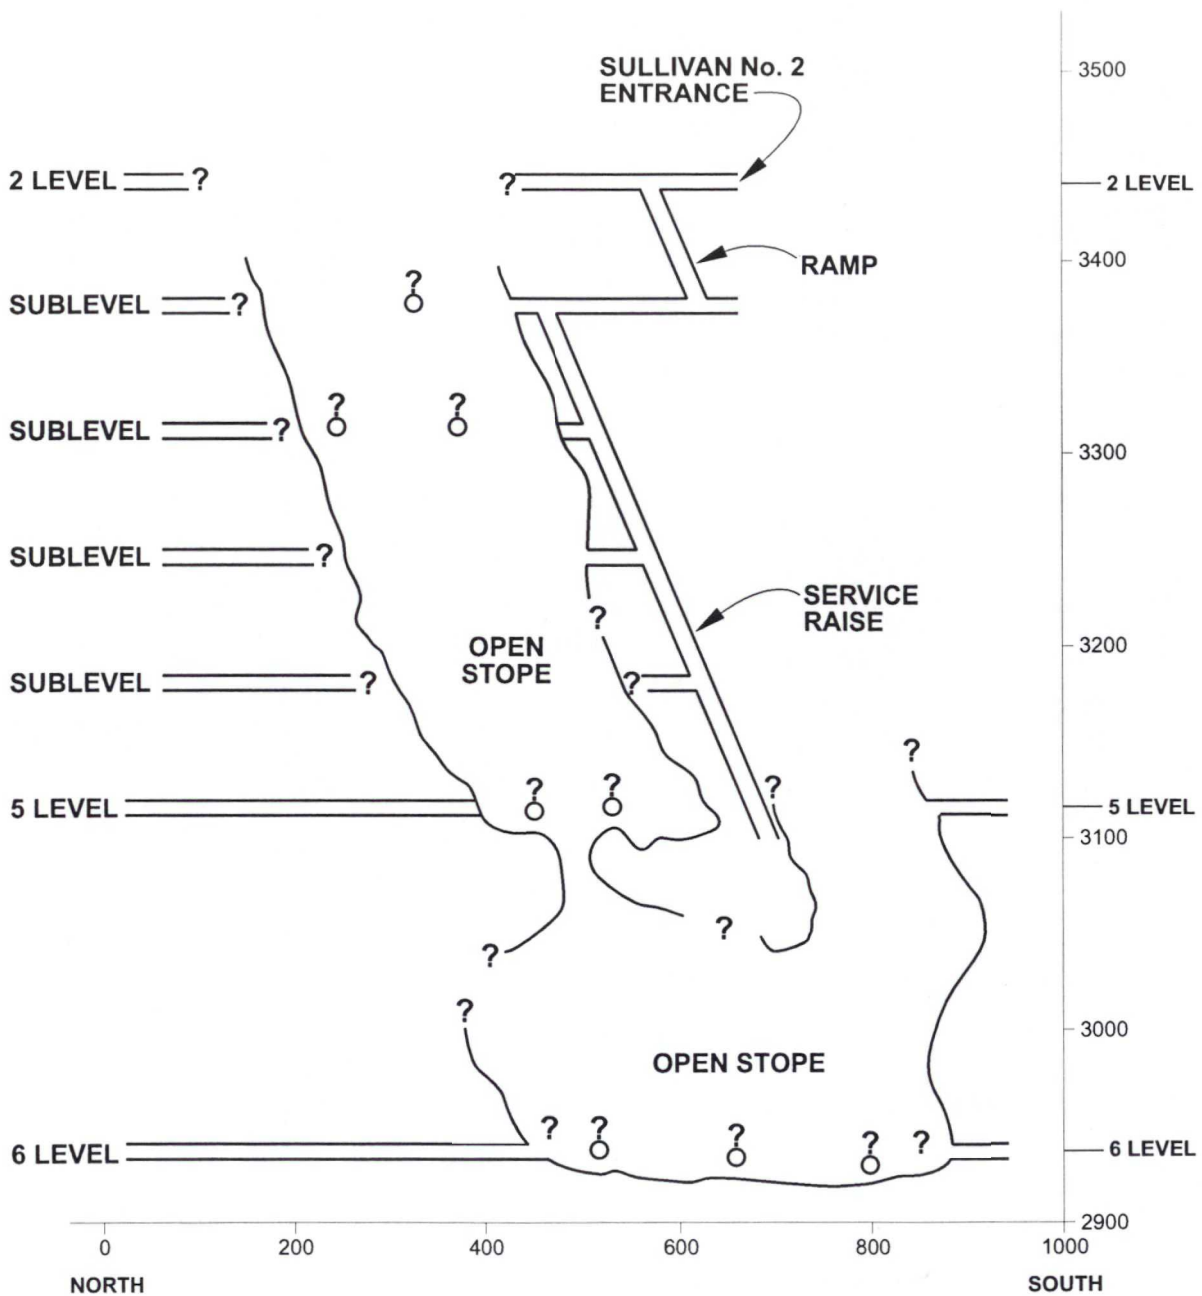 SULLIVAN No. 2
ENTRANCE
3500
2 LEVEL
?
?
2 LEVEL
3400
RAMP
?
SUBLEVEL
?
?
?
SUBLEVEL
?
3300
SUBLEVEL
?
SERVICE
RAISE
?
OPEN
STOPE
3200
SUBLEVEL
?
?
?
?
?
?
5 LEVEL
5 LEVEL
3100
?
?
?
3000
OPEN STOPE
?
?
?
?
?
6 LEVEL
6 LEVEL
2900
0
200
400
600
800
1000
NORTH
SOUTH